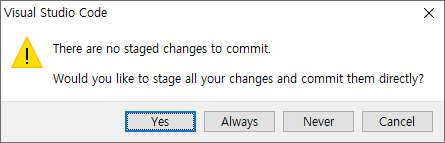 Visual Studio Code
There are no staged changes to commit.
Would you like to stage all your changes and commit them directly?
Yes
Always
Never
Cancel